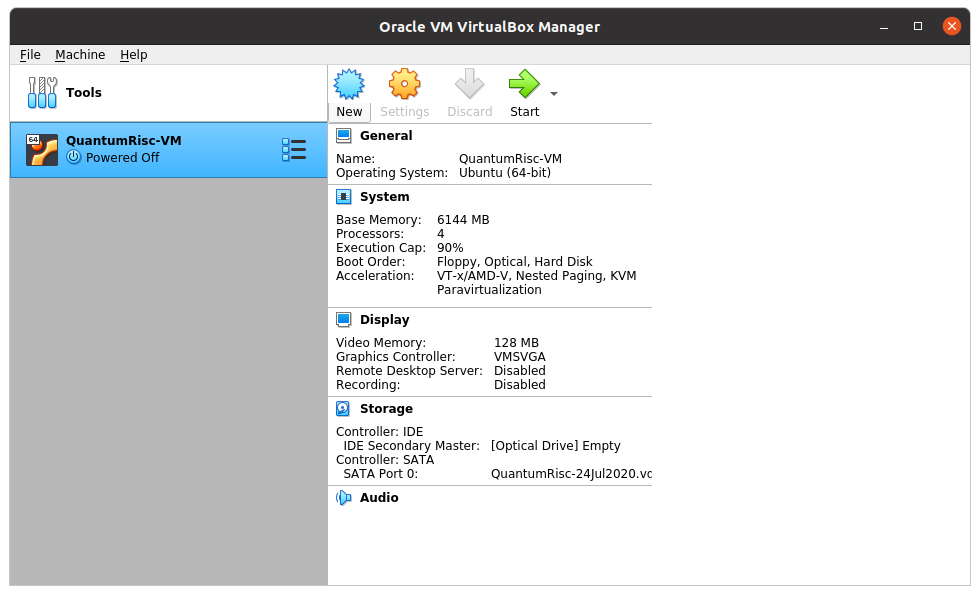 Oracle VM VirtualBox Manager
File Machine Help
Tools
64
QuantumRisc-VM
Powered Off
New Settings Discard Start
General
Name: QuantumRisc-VM
Operating System: Ubuntu (64-bit)
System
Base Memory: 6144 MB
Processors: 4
Execution Cap: 90%
Boot Order: Floppy, Optical, Hard Disk
Acceleration: VT-x/AMD-V, Nested Paging, KVM
Paravirtualization
Display
Video Memory: 128 MB
Graphics Controller: VMSVGA
Remote Desktop Server: Disabled
Recording: Disabled
Storage
Controller: IDE
IDE Secondary Master: [Optical Drive] Empty
Controller: SATA
SATA Port 0: QuantumRisc-24Jul2020.vd
Audio